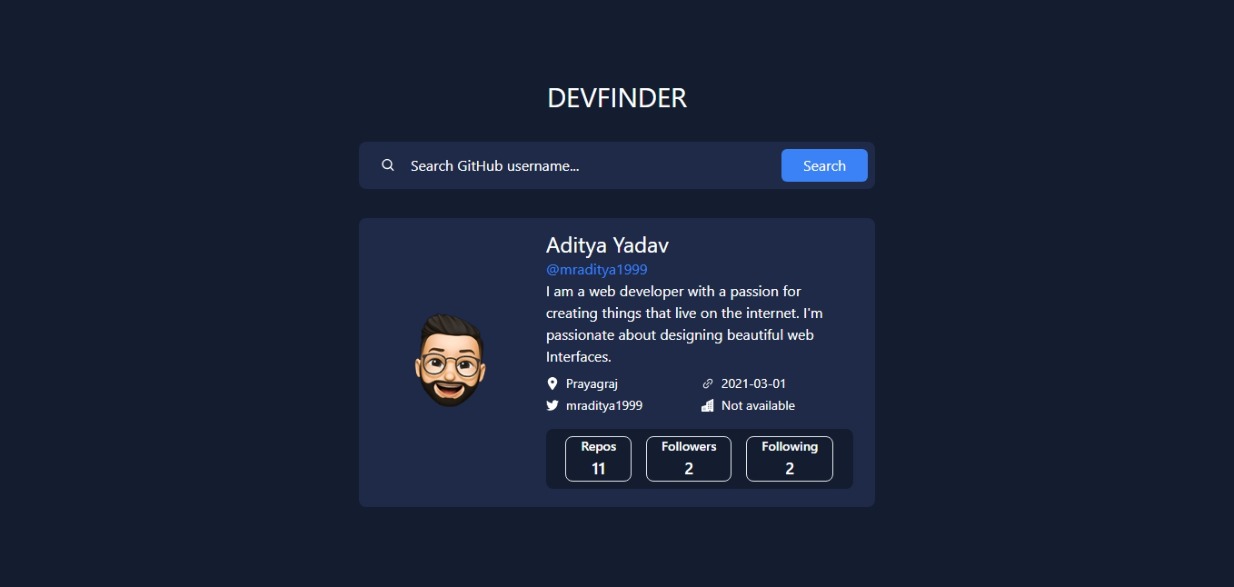 DEVFINDER
Search GitHub username...
Search
Aditya Yadav
@mraditya1999
I am a web developer with a passion for
creating things that live on the internet. I'm
passionate about designing beautiful web
Interfaces.
Prayagraj
2021-03-01
mraditya1999
Not available
Repos
11
Followers
2
Following
2